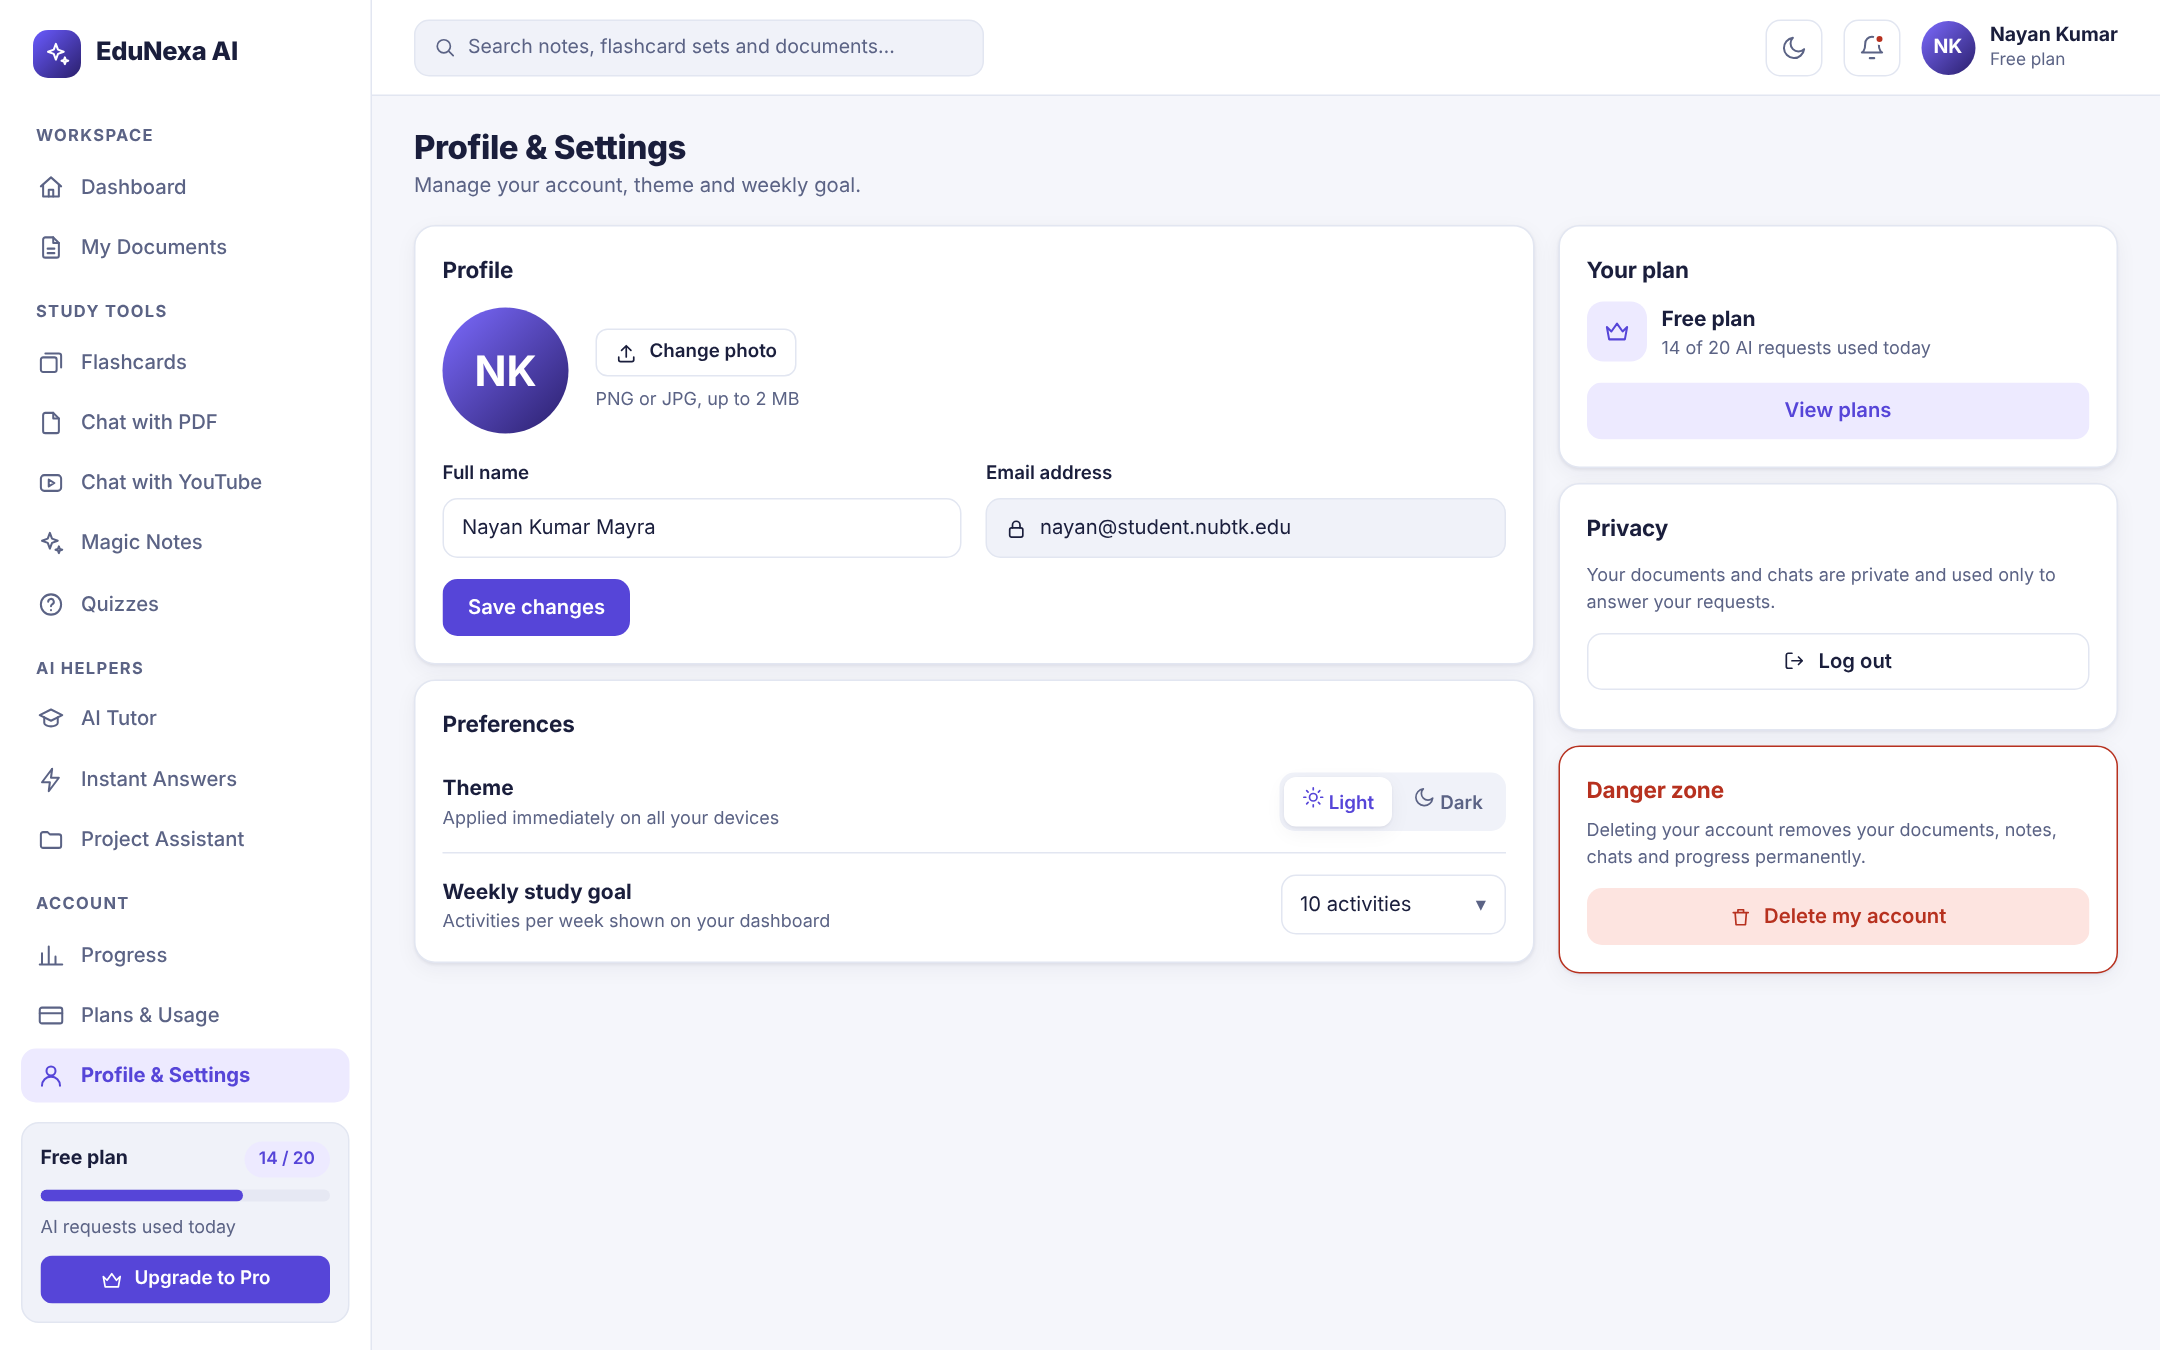 EduNexa AI
WORKSPACE
Dashboard
My Documents
STUDY TOOLS
Flashcards
Chat with PDF
Chat with YouTube
Magic Notes
Quizzes
AI HELPERS
AI Tutor
Instant Answers
Project Assistant
ACCOUNT
Progress
Plans & Usage
Profile & Settings
Free plan
14 / 20
AI requests used today
Upgrade to Pro
Search notes, flashcard sets and documents...
NK
Nayan Kumar
Free plan
Profile & Settings
Manage your account, theme and weekly goal.
Profile
NK
Change photo
PNG or JPG, up to 2 MB
Full name
Nayan Kumar Mayra
Email address
nayan@student.nubtk.edu
Save changes
Preferences
Theme
Applied immediately on all your devices
Light
Dark
Weekly study goal
Activities per week shown on your dashboard
10 activities
Your plan
Free plan
14 of 20 AI requests used today
View plans
Privacy
Your documents and chats are private and used only to
answer your requests.
Log out
Danger zone
Deleting your account removes your documents, notes,
chats and progress permanently.
Delete my account